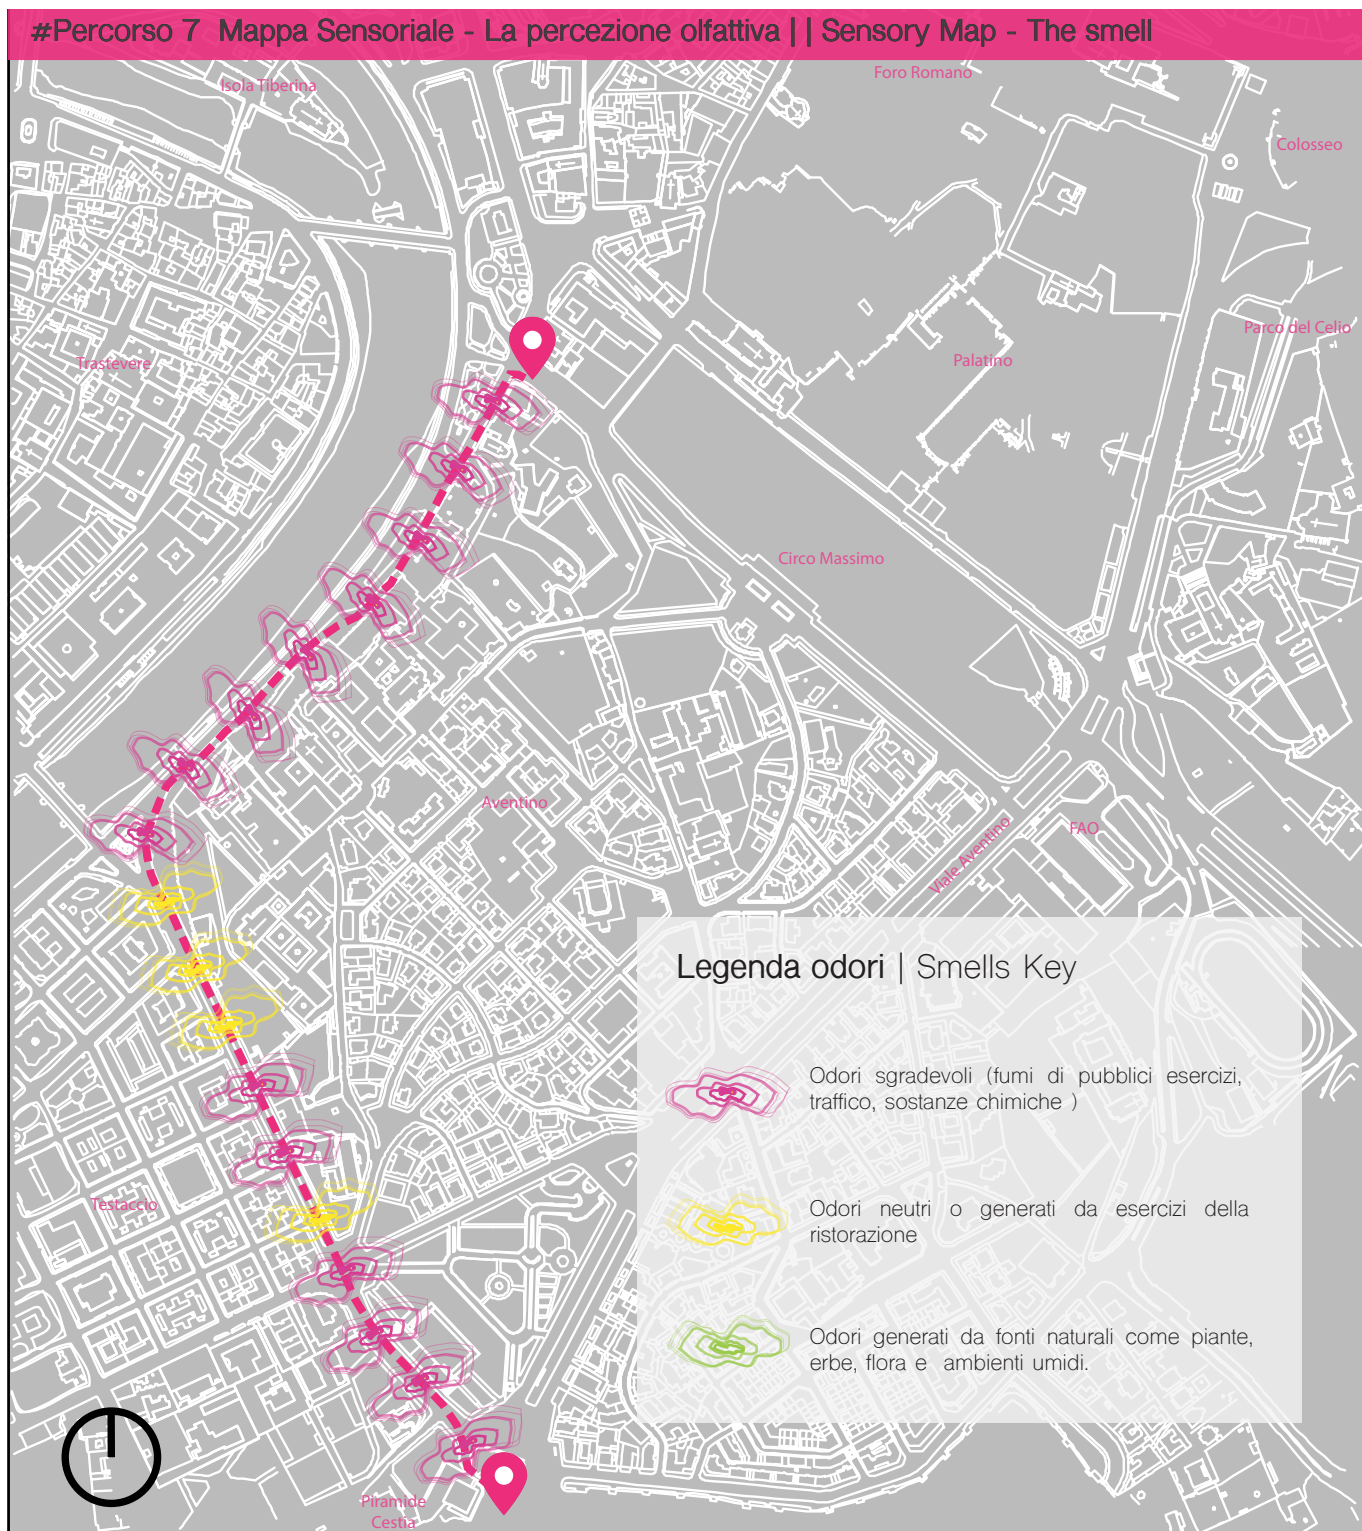 #Percorso 7  Mappa Sensoriale - La percezione olfattiva || Sensory Map - The smell
Foro Romano
Isola Tiberina
Colosseo
Parco del Celio
Trastevere
Palatino
Circo Massimo
Aventino
Viale Aventino
FAO
Legenda odori | Smells Key
Odori sgradevoli (fumi di pubblici esercizi,
traffico, sostanze chimiche )
Testaccio
Odori neutri o generati da esercizi della
ristorazione
Odori generati da fonti naturali come piante,
erbe, flora e ambienti umidi.
Piramide
Cestia